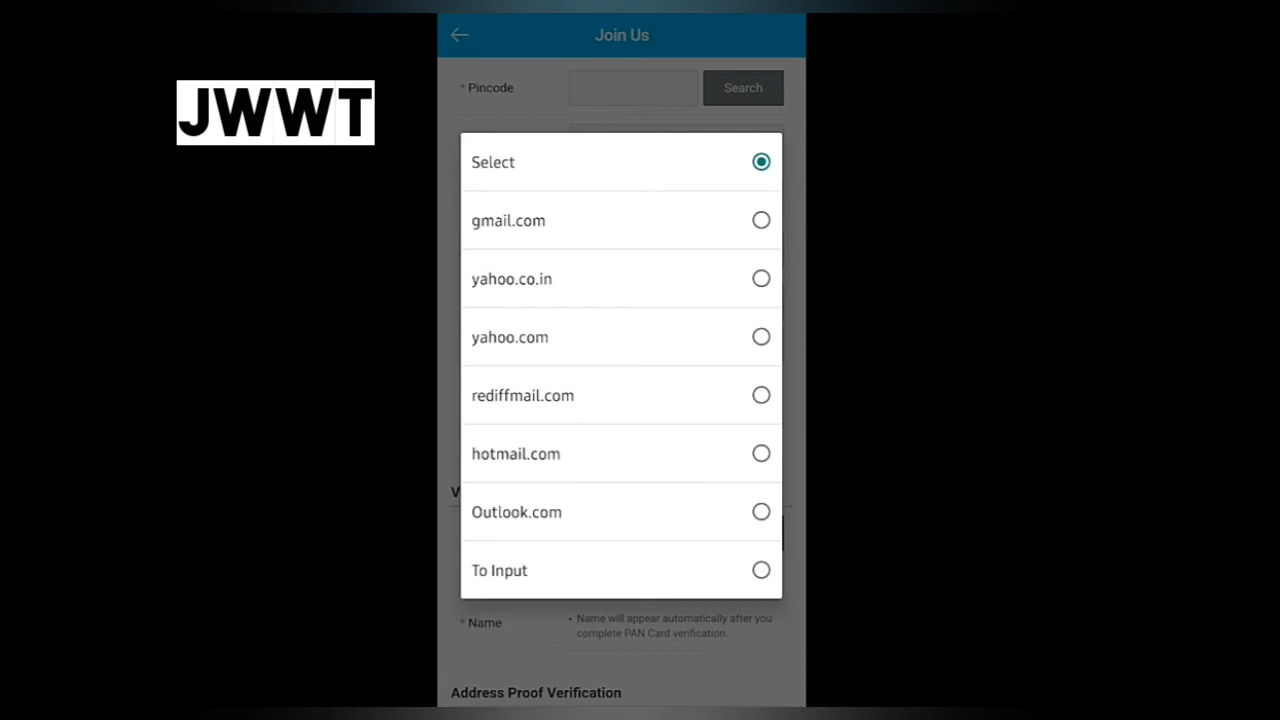 Join Us
JWWT
* Pincode
Search
Select
gmail.com
yahoo.co.in
yahoo.com
rediffmail.com
hotmail.com
V
Outlook.com
To Input
* Name
• Name will appear automatically after you
complete PAN Card verification.
Address Proof Verification